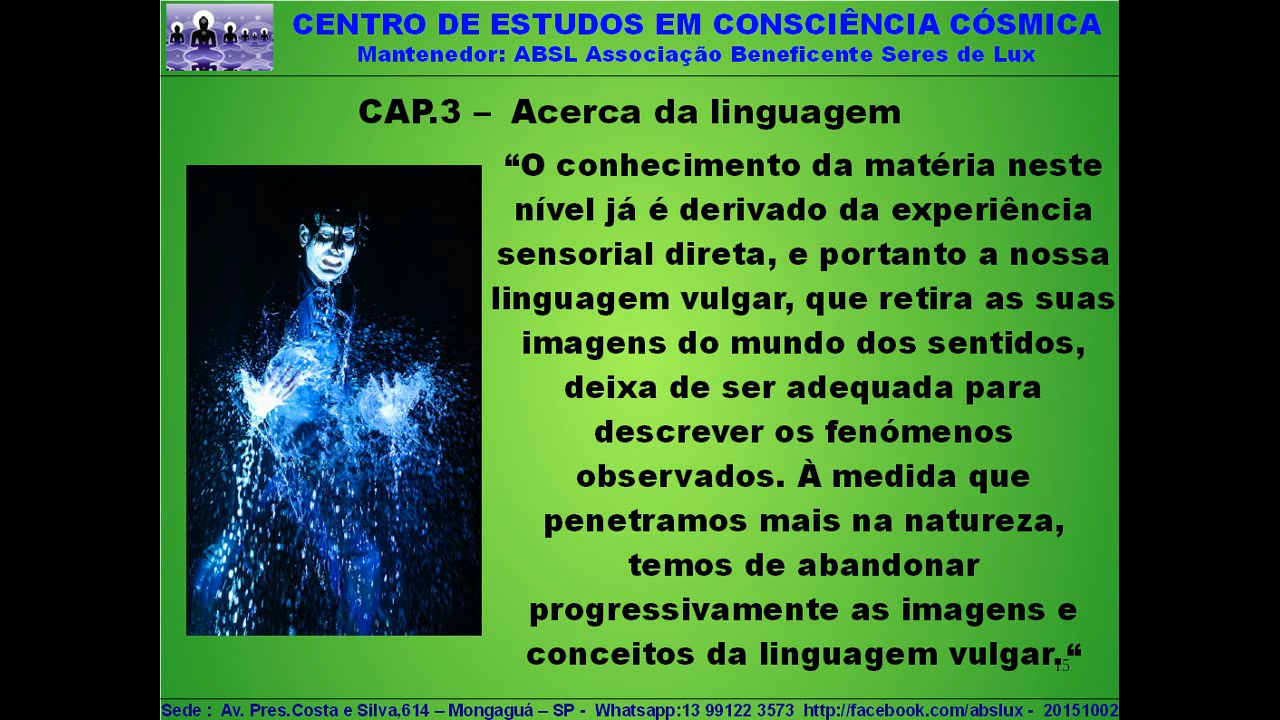 CENTRO DE ESTUDOS EM CONSCIÊNCIA CÓSMICA
Mantenedor: ABSL Associação Beneficente Seres de Lux
CAP.3 – Acerca da linguagem
“O conhecimento da matéria neste
nível já é derivado da experiência
sensorial direta, e portanto a nossa
linguagem vulgar, que retira as suas
imagens do mundo dos sentidos,
deixa de ser adequada para
descrever os fenómenos
observados. À medida que
penetramos mais na natureza,
temos de abandonar
progressivamente as imagens e
conceitos da linguagem vulgar.“
15
Sede : Av. Pres.Costa e Silva,614 – Mongaguá – SP - Whatsapp:13 99122 3573 http://facebook.com/abslux - 20151002